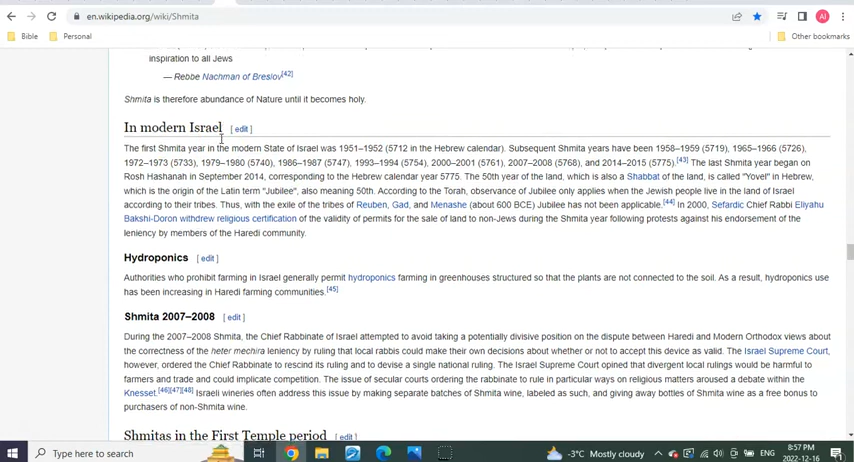 en.wikipedia.org/wiki/Shmita
AI
Bible Personal Other bookmarks
inspiration to all Jews
— Rebbe Nachman of Breslov[42]
Shmita is therefore abundance of Nature until it becomes holy.
In modern Israel [ edit ]
The first Shmita year in the modern State of Israel was 1951–1952 (5712 in the Hebrew calendar). Subsequent Shmita years have been 1958–1959 (5719), 1965–1966 (5726),
1972–1973 (5733), 1979–1980 (5740), 1986–1987 (5747), 1993–1994 (5754), 2000–2001 (5761), 2007–2008 (5768), and 2014–2015 (5775).[43] The last Shmita year began on
Rosh Hashanah in September 2014, corresponding to the Hebrew calendar year 5775. The 50th year of the land, which is also a Shabbat of the land, is called "Yovel" in Hebrew,
which is the origin of the Latin term "Jubilee", also meaning 50th. According to the Torah, observance of Jubilee only applies when the Jewish people live in the land of Israel
according to their tribes. Thus, with the exile of the tribes of Reuben, Gad, and Menashe (about 600 BCE) Jubilee has not been applicable.[44] In 2000, Sefardic Chief Rabbi Eliyahu
Bakshi-Doron withdrew religious certification of the validity of permits for the sale of land to non-Jews during the Shmita year following protests against his endorsement of the
leniency by members of the Haredi community.
Hydroponics [ edit ]
Authorities who prohibit farming in Israel generally permit hydroponics farming in greenhouses structured so that the plants are not connected to the soil. As a result, hydroponics use
has been increasing in Haredi farming communities.[45]
Shmita 2007–2008 [ edit ]
During the 2007–2008 Shmita, the Chief Rabbinate of Israel attempted to avoid taking a potentially divisive position on the dispute between Haredi and Modern Orthodox views about
the correctness of the heter mechira leniency by ruling that local rabbis could make their own decisions about whether or not to accept this device as valid. The Israel Supreme Court,
however, ordered the Chief Rabbinate to rescind its ruling and to devise a single national ruling. The Israel Supreme Court opined that divergent local rulings would be harmful to
farmers and trade and could implicate competition. The issue of secular courts ordering the rabbinate to rule in particular ways on religious matters aroused a debate within the
Knesset.[46][47][48] Israeli wineries often address this issue by making separate batches of Shmita wine, labeled as such, and giving away bottles of Shmita wine as a free bonus to
purchasers of non-Shmita wine.
Shmitas in the First Temple period [ edit ]
Type here to search
-3°C Mostly cloudy
ENG
8:57 PM
2022-12-16